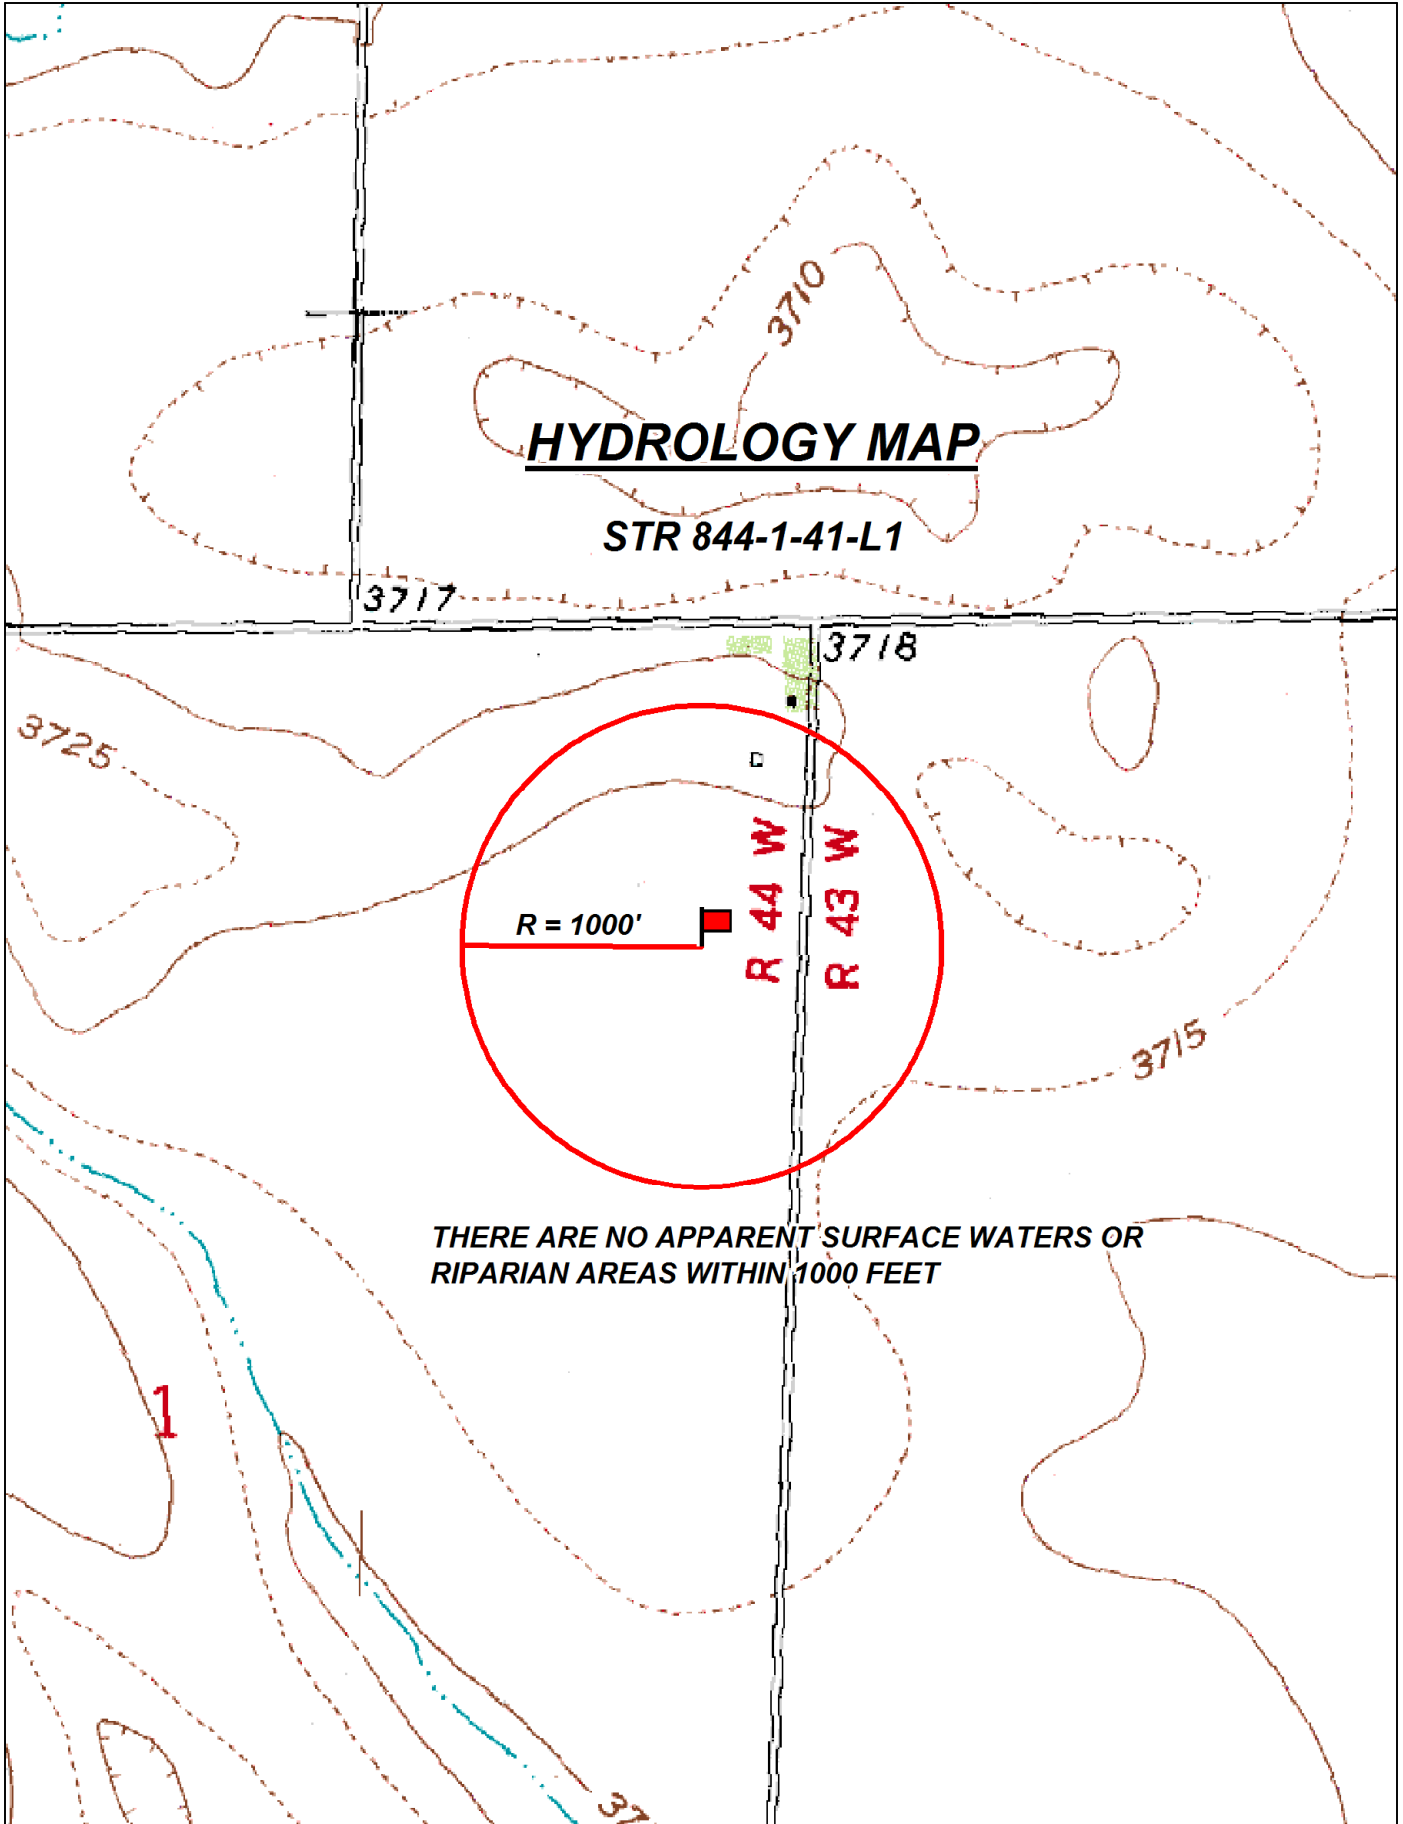 3710
HYDROLOGY MAP
STR 844-1-41-L1
3717
3718
3725
R = 1000'
R 44 W
R 43 W
3715
THERE ARE NO APPARENT SURFACE WATERS OR
RIPARIAN AREAS WITHIN 1000 FEET
1
37